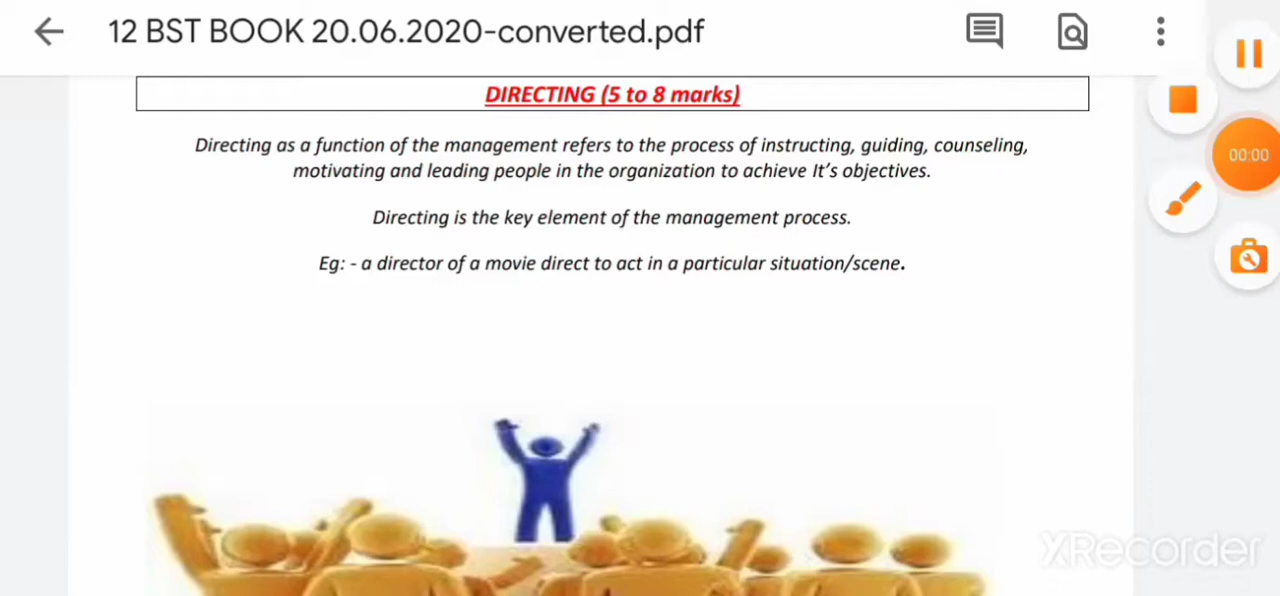 12 BST BOOK 20.06.2020-converted.pdf
DIRECTING (5 to 8 marks)
00:00
Directing as a function of the management refers to the process of instructing, guiding, counseling,
motivating and leading people in the organization to achieve It's objectives.
Directing is the key element of the management process.
Eg: - a director of a movie direct to act in a particular situation/scene.
XRecorder